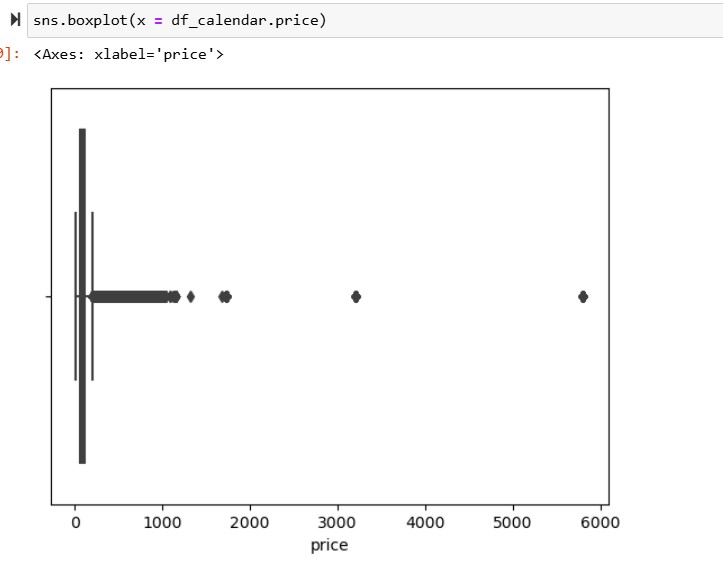 sns.boxplot(x = df_calendar.price)
]: <Axes: xlabel='price'>
0 1000 2000 3000 4000 5000 6000
price